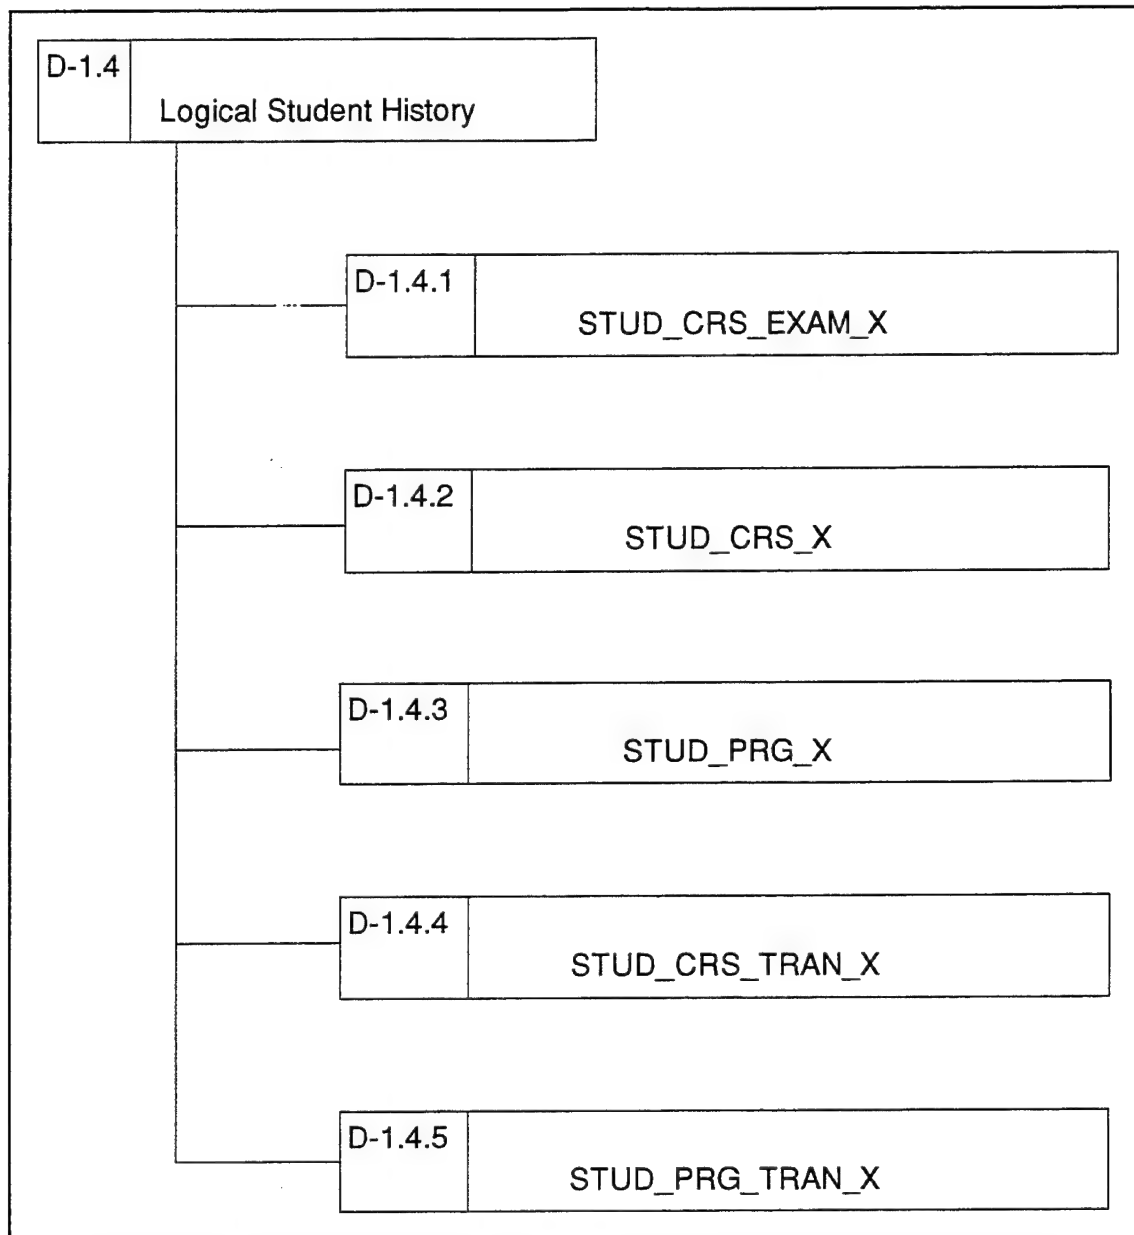 D-1.4
Logical Student History
D-1.4.1
STUD_CRS_EXAM_X
D-1.4.2
STUD_CRS_X
D-1.4.3
STUD_PRG_X
D-1.4.4
STUD_CRS_TRAN_X
D-1.4.5
STUD_PRG_TRAN_X